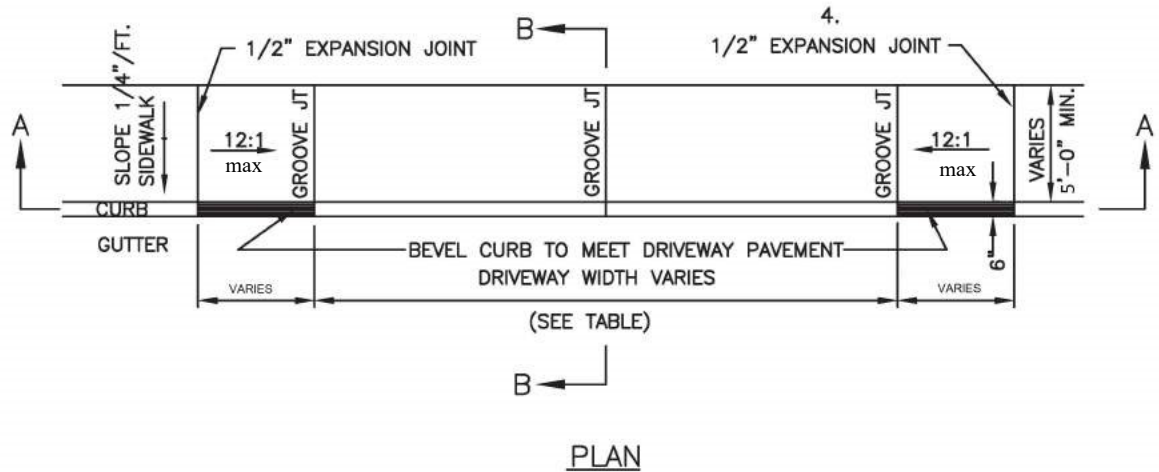 4.
B
1/2" EXPANSION JOINT
1/2" EXPANSION JOINT
A
SLOPE 1/4"/FT.
SIDEWALK
12:1
max
GROOVE JT
GROOVE JT
GROOVE JT
12:1
max
VARIES
5'-0" MIN.
A
CURB
GUTTER
BEVEL CURB TO MEET DRIVEWAY PAVEMENT
6"
DRIVEWAY WIDTH VARIES
VARIES
VARIES
(SEE TABLE)
B
PLAN